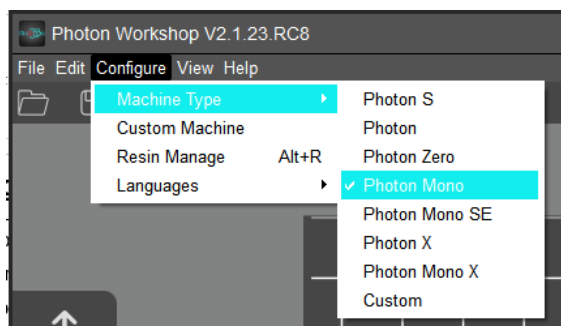 Photon Workshop V2.1.23.RC8
File Edit Configure View Help
Machine Type
Custom Machine
Resin Manage Alt+R
Languages
Photon S
Photon
Photon Zero
Photon Mono
Photon Mono SE
Photon X
Photon Mono X
Custom